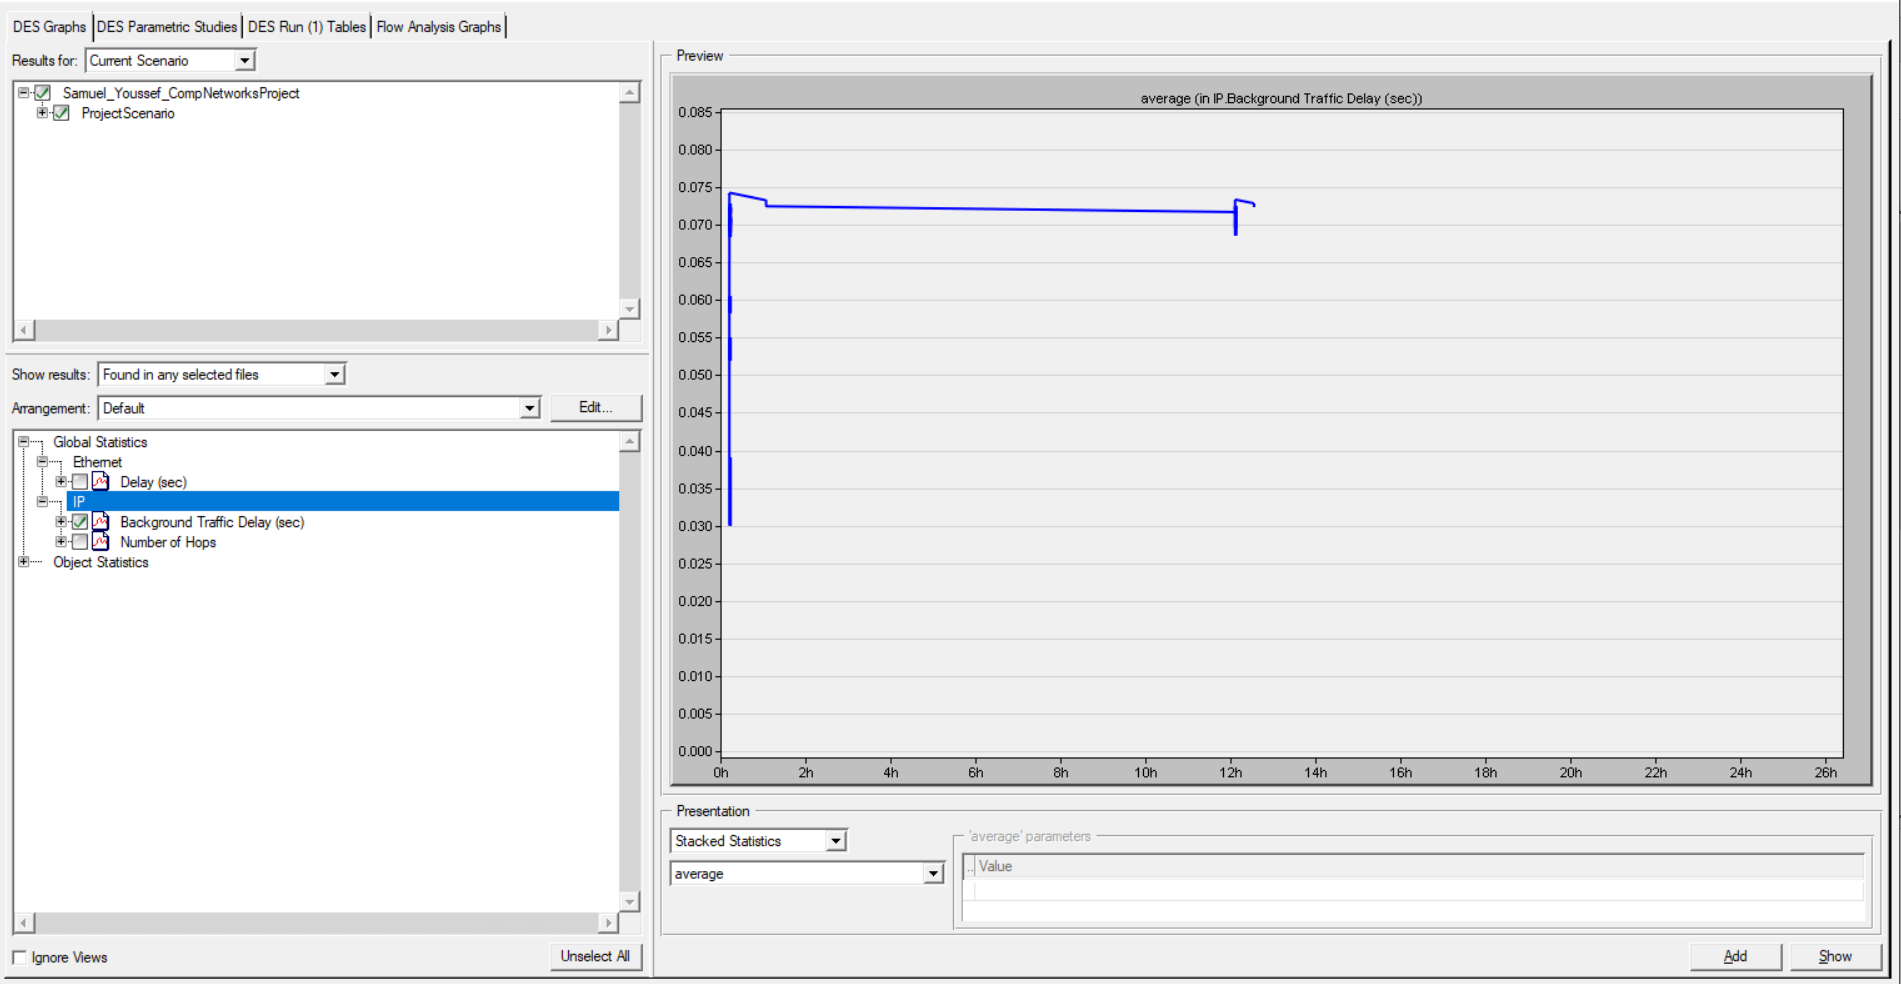 DES Graphs DES Parametric Studies DES Run (1) Tables Flow Analysis Graphs
Results for: Current Scenario
Samuel_Youssef_CompNetworksProject
ProjectScenario
Show results: Found in any selected files
Arrangement: Default Edit...
Global Statistics
Ethernet
Delay (sec)
IP
Background Traffic Delay (sec)
Number of Hops
Object Statistics
Ignore Views Unselect All
Preview
average (in IP.Background Traffic Delay (sec))
0.085
0.080
0.075
0.070
0.065
0.060
0.055
0.050
0.045
0.040
0.035
0.030
0.025
0.020
0.015
0.010
0.005
0.000
0h 2h 4h 6h 8h 10h 12h 14h 16h 18h 20h 22h 24h 26h
Presentation
Stacked Statistics
average
'average' parameters
.. Value
Add Show